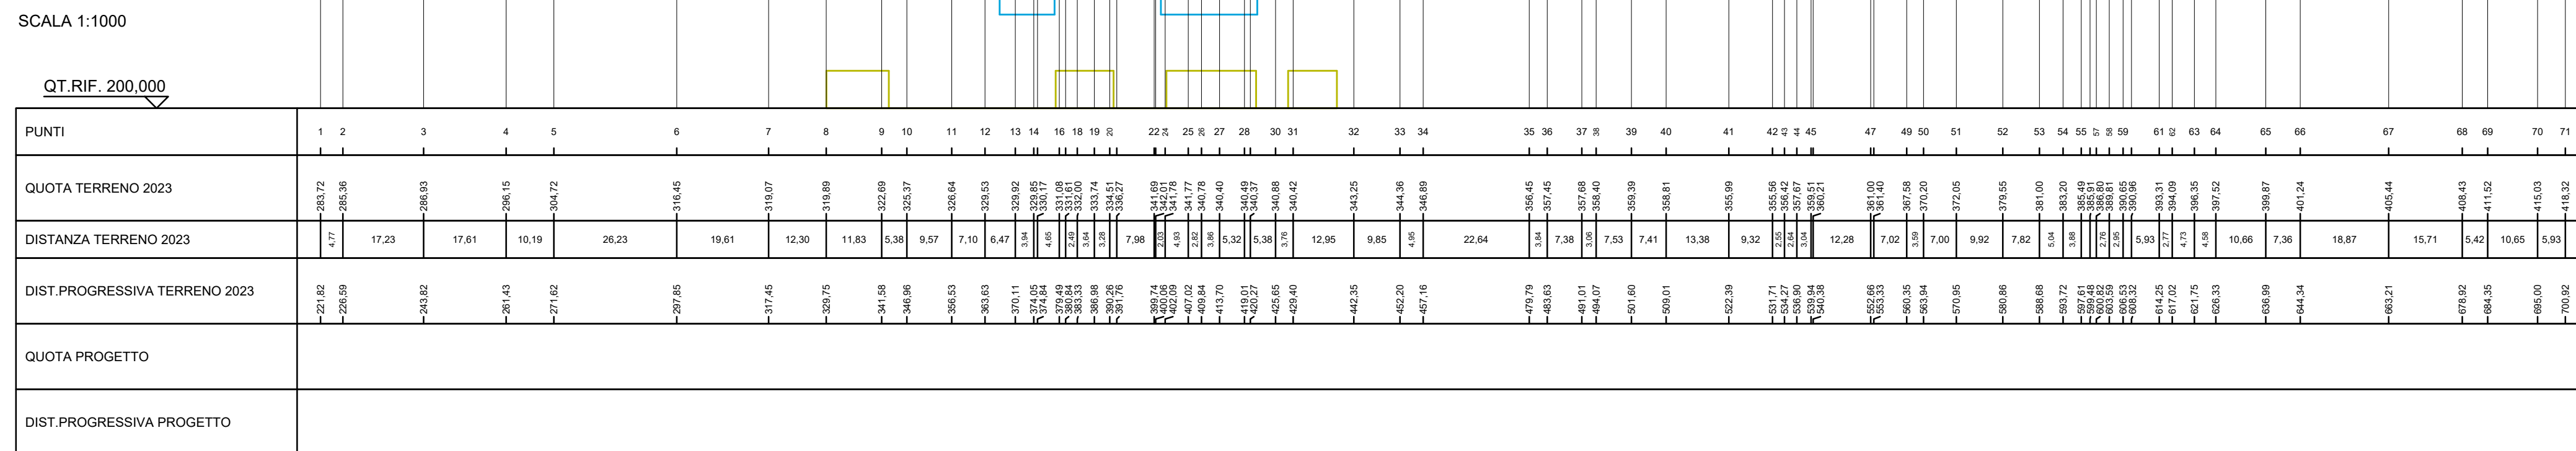 SCALA 1:1000
QT.RIF. 200,000
PUNTI 1 2 3 4 5 6 7 8 9 10 11 12 13 14 16 18 19 20 22 24 25 26 27 28 30 31 32 33 34 35 36 37 38 39 40 41 42 43 44 45 47 49 50 51 52 53 54 55 57 58 59 61 62 63 64 65 66 67 68 69 70 71
QUOTA TERRENO 2023 283,72 285,36 286,93 296,15 304,72 316,45 319,07 319,89 322,69 325,37 326,64 329,53 329,92 329,85 330,17 331,08 331,61 332,00 333,74 334,51 336,27 341,69 342,01 341,78 341,77 340,78 340,40 340,49 340,37 340,88 340,42 343,25 344,36 346,89 356,45 357,45 357,68 358,40 359,39 358,81 355,99 355,56 356,42 357,67 359,51 360,21 361,00 361,40 367,58 370,20 372,05 379,55 381,00 383,20 385,49 385,91 386,80 389,81 390,65 390,96 393,31 394,09 396,35 397,52 399,87 401,24 405,44 408,43 411,52 415,03 418,32
DISTANZA TERRENO 2023 4,77 17,23 17,61 10,19 26,23 19,61 12,30 11,83 5,38 9,57 7,10 6,47 3,94 4,65 2,49 3,64 3,28 7,98 2,03 4,93 2,82 3,86 5,32 5,38 3,76 12,95 9,85 4,95 22,64 3,84 7,38 3,06 7,53 7,41 13,38 9,32 2,55 2,64 3,04 12,28 7,02 3,59 7,00 9,92 7,82 5,04 3,88 2,76 2,95 5,93 2,77 4,73 4,58 10,66 7,36 18,87 15,71 5,42 10,65 5,93
DIST.PROGRESSIVA TERRENO 2023 221,82 226,59 243,82 261,43 271,62 297,85 317,45 329,75 341,58 346,96 356,53 363,63 370,11 374,05 374,84 379,49 380,84 383,33 386,98 390,26 391,76 399,74 400,06 402,09 407,02 409,84 413,70 419,01 420,27 425,65 429,40 442,35 452,20 457,16 479,79 483,63 491,01 494,07 501,60 509,01 522,39 531,71 534,27 536,90 539,94 540,38 552,66 553,33 560,35 563,94 570,95 580,86 588,68 593,72 597,61 599,48 600,82 603,59 606,53 608,32 614,25 617,02 621,75 626,33 636,99 644,34 663,21 678,92 684,35 695,00 700,92
QUOTA PROGETTO
DIST.PROGRESSIVA PROGETTO